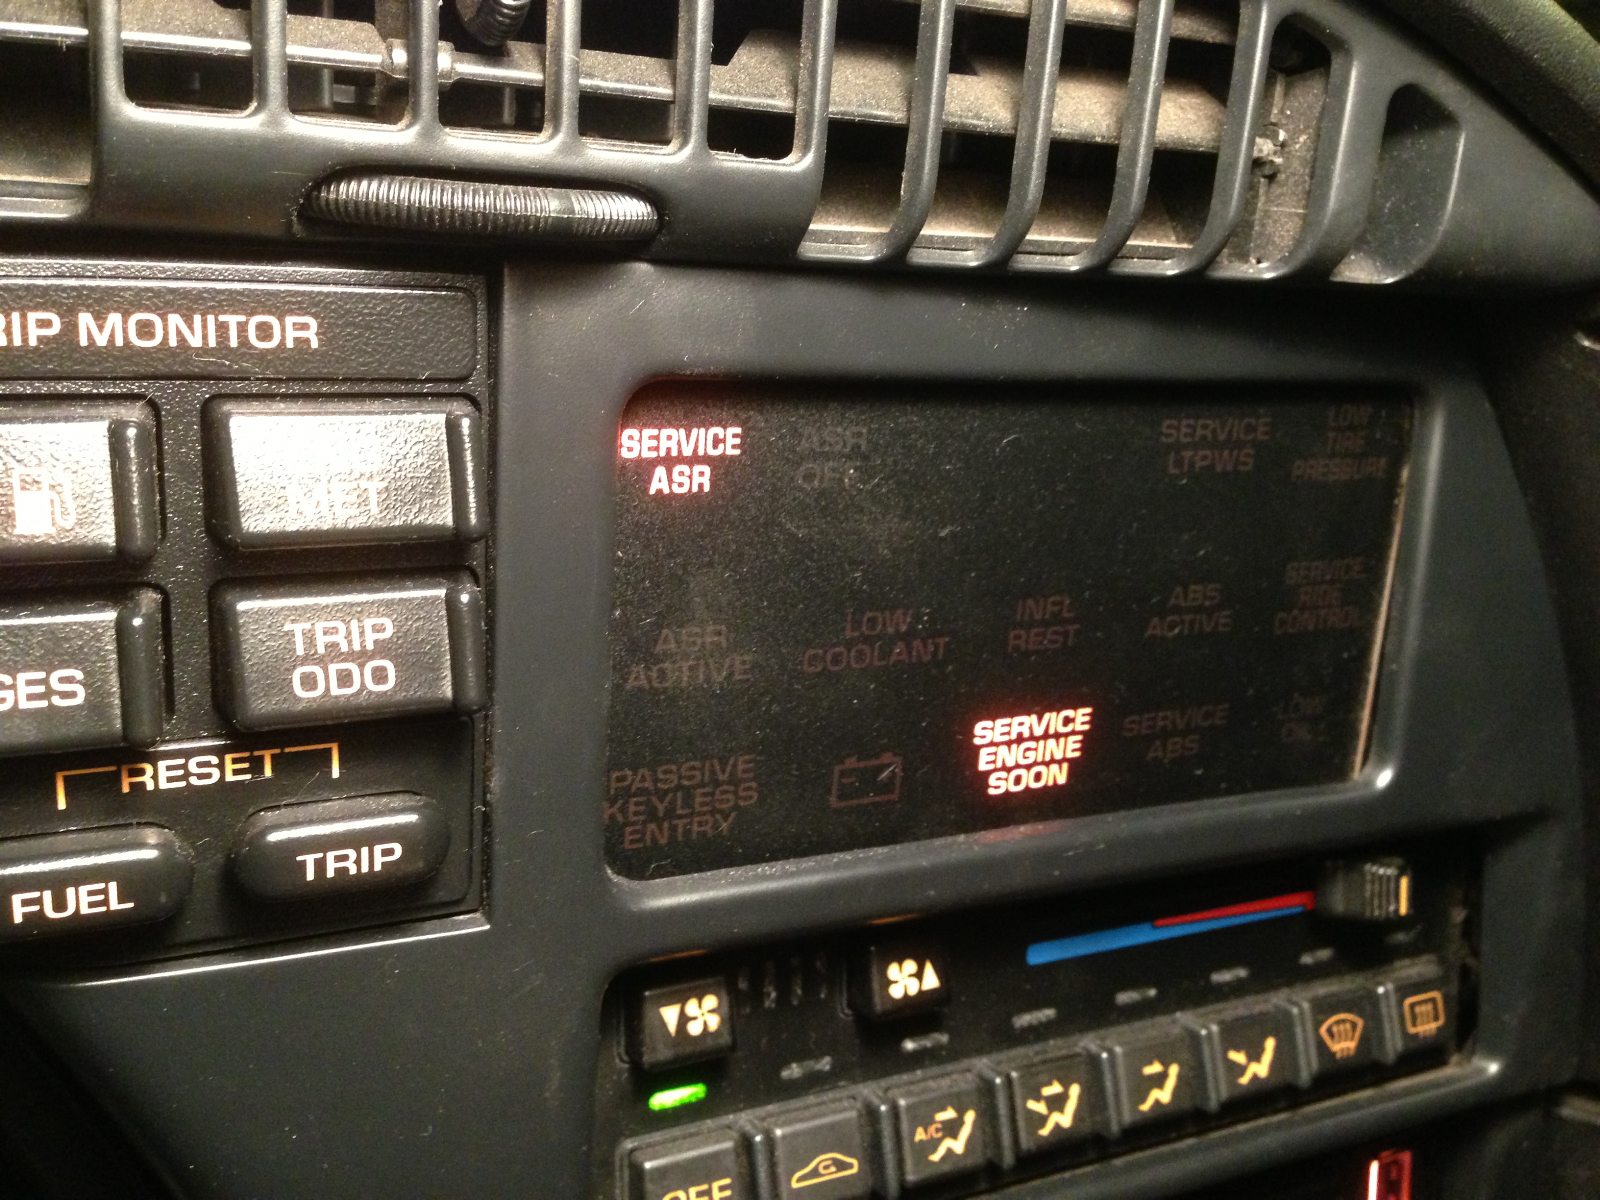 RIP MONITOR
MET
GES
TRIP
ODO
RESET
FUEL
TRIP
SERVICE
ASR
ASR
OFF
SERVICE
LTPWS
LOW
TIRE
PRESSURE
ASR
ACTIVE
LOW
COOLANT
INFL
REST
ABS
ACTIVE
SERVICE
RIDE
CONTROL
PASSIVE
KEYLESS
ENTRY
SERVICE
ENGINE
SOON
SERVICE
ABS
LOW
OIL
A/C
OFF